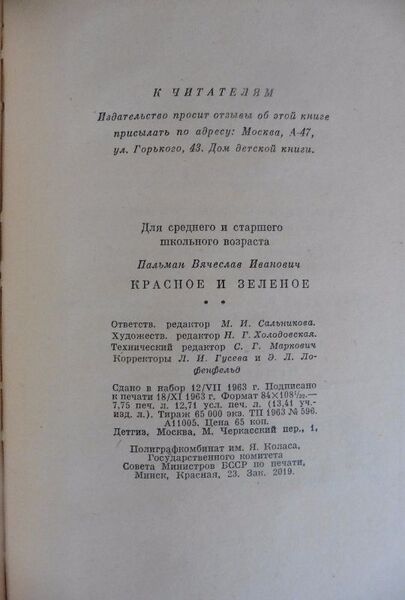 К ЧИТАТЕЛЯМ
Издательство просит отзывы об этой книге
присылать по адресу: Москва, А-47,
ул. Горького, 43. Дом детской книги.
Для среднего и старшего
школьного возраста
Пальман Вячеслав Иванович
КРАСНОЕ И ЗЕЛЕНОЕ
* *
Ответств. редактор М. И. Сальникова.
Художеств. редактор Н. Г. Холодовская.
Технический редактор С. Г. Маркович
Корректоры Л. И. Гусева и Э. Л. Ло-
фенфельд
Сдано в набор 12/VII 1963 г. Подписано
к печати 18/XI 1963 г. Формат 84×108¹/₃₂—
7,75 печ. л. 12,71 усл. печ. л. (13,41 уч.-
изд. л.). Тираж 65 000 экз. ТП 1963 № 596.
А11005. Цена 65 коп.
Детгиз, Москва, М. Черкасский пер., 1,
Полиграфкомбинат им. Я. Коласа,
Государственного комитета
Совета Министров БССР по печати,
Минск, Красная, 23. Зак. 2019.